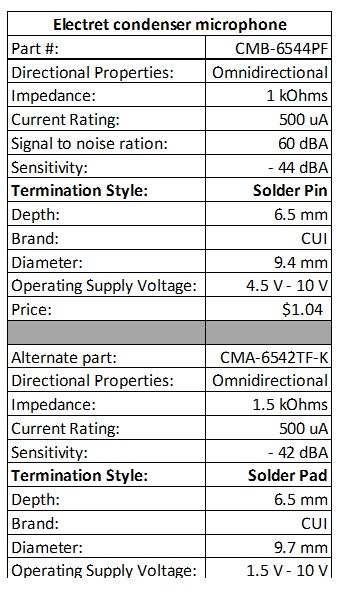 Electret condenser microphone
Part #: CMB-6544PF
Directional Properties: Omnidirectional
Impedance: 1 kOhms
Current Rating: 500 uA
Signal to noise ration: 60 dBA
Sensitivity: - 44 dBA
Termination Style: Solder Pin
Depth: 6.5 mm
Brand: CUI
Diameter: 9.4 mm
Operating Supply Voltage: 4.5 V - 10 V
Price: $1.04
Alternate part: CMA-6542TF-K
Directional Properties: Omnidirectional
Impedance: 1.5 kOhms
Current Rating: 500 uA
Sensitivity: - 42 dBA
Termination Style: Solder Pad
Depth: 6.5 mm
Brand: CUI
Diameter: 9.7 mm
Operating Supply Voltage: 1.5 V - 10 V